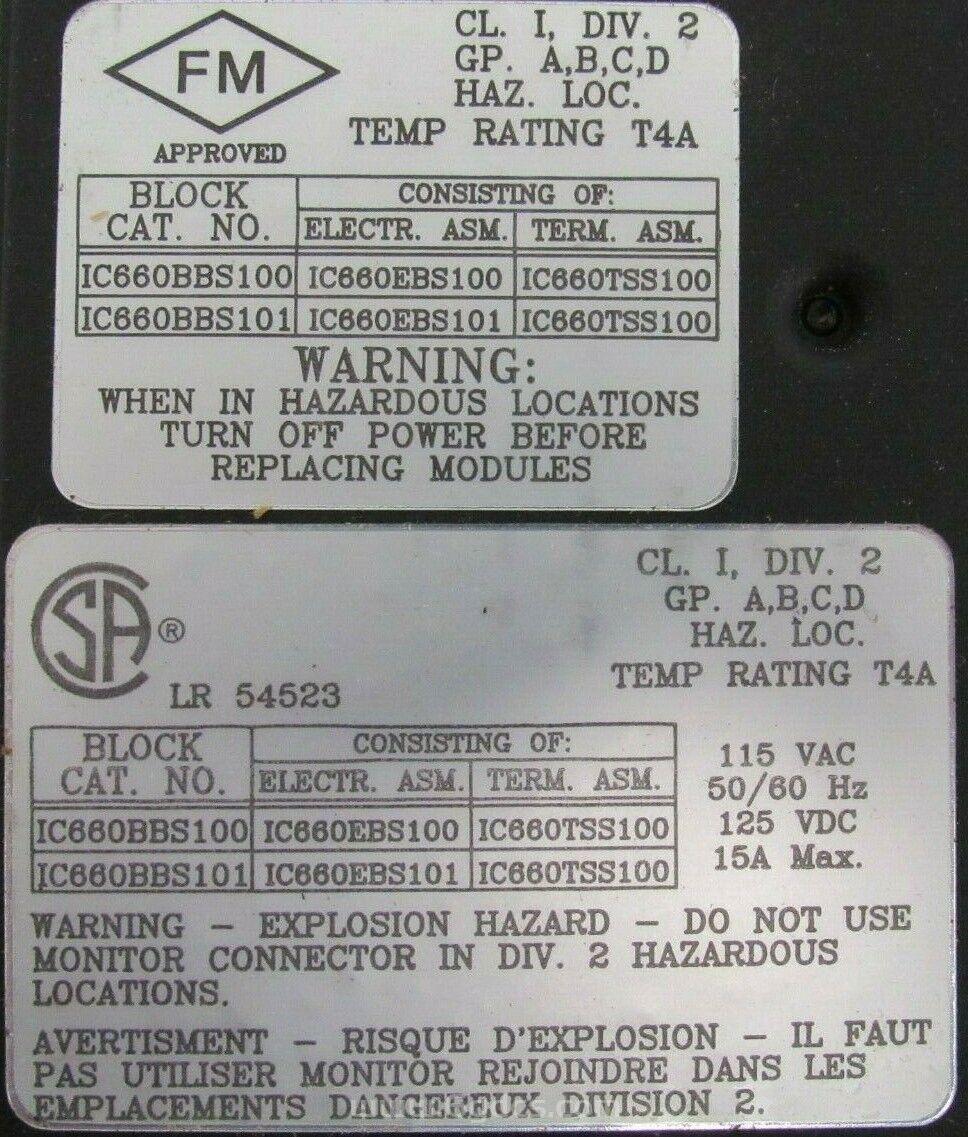 FM
APPROVED
CL. I, DIV. 2
GP. A,B,C,D
HAZ. LOC.
TEMP RATING T4A
BLOCK CAT. NO.
CONSISTING OF:
ELECTR. ASM. TERM. ASM.
IC660BBS100 IC660EBS100 IC660TSS100
IC660BBS101 IC660EBS101 IC660TSS100
WARNING:
WHEN IN HAZARDOUS LOCATIONS
TURN OFF POWER BEFORE
REPLACING MODULES
SA ®
LR 54523
CL. I, DIV. 2
GP. A,B,C,D
HAZ. LOC.
TEMP RATING T4A
BLOCK CAT. NO.
CONSISTING OF:
ELECTR. ASM. TERM. ASM.
IC660BBS100 IC660EBS100 IC660TSS100
IC660BBS101 IC660EBS101 IC660TSS100
115 VAC
50/60 Hz
125 VDC
15A Max.
WARNING – EXPLOSION HAZARD – DO NOT USE
MONITOR CONNECTOR IN DIV. 2 HAZARDOUS
LOCATIONS.
AVERTISMENT – RISQUE D'EXPLOSION – IL FAUT
PAS UTILISER MONITOR REJOINDRE DANS LES
EMPLACEMENTS DANGEREUX DIVISION 2.